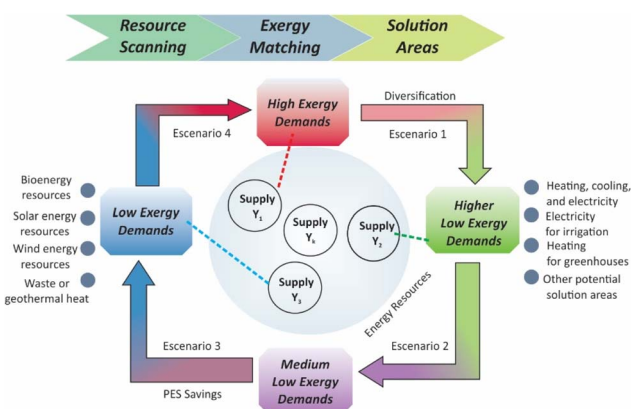 Resource
Scanning
Exergy
Matching
Solution
Areas
High Exergy
Demands
Diversification
Escenario 4
Escenario 1
Bioenergy
resources
Solar energy
resources
Wind energy
resources
Waste or
geothermal heat
Low Exergy
Demands
Supply
Y1
Supply
Yk
Supply
Y2
Supply
Y3
Higher
Low Exergy
Demands
Heating, cooling,
and electricity
Electricity
for irrigation
Heating
for greenhouses
Other potential
solution areas
Energy Resources
Escenario 3
Escenario 2
PES Savings
Medium
Low Exergy
Demands